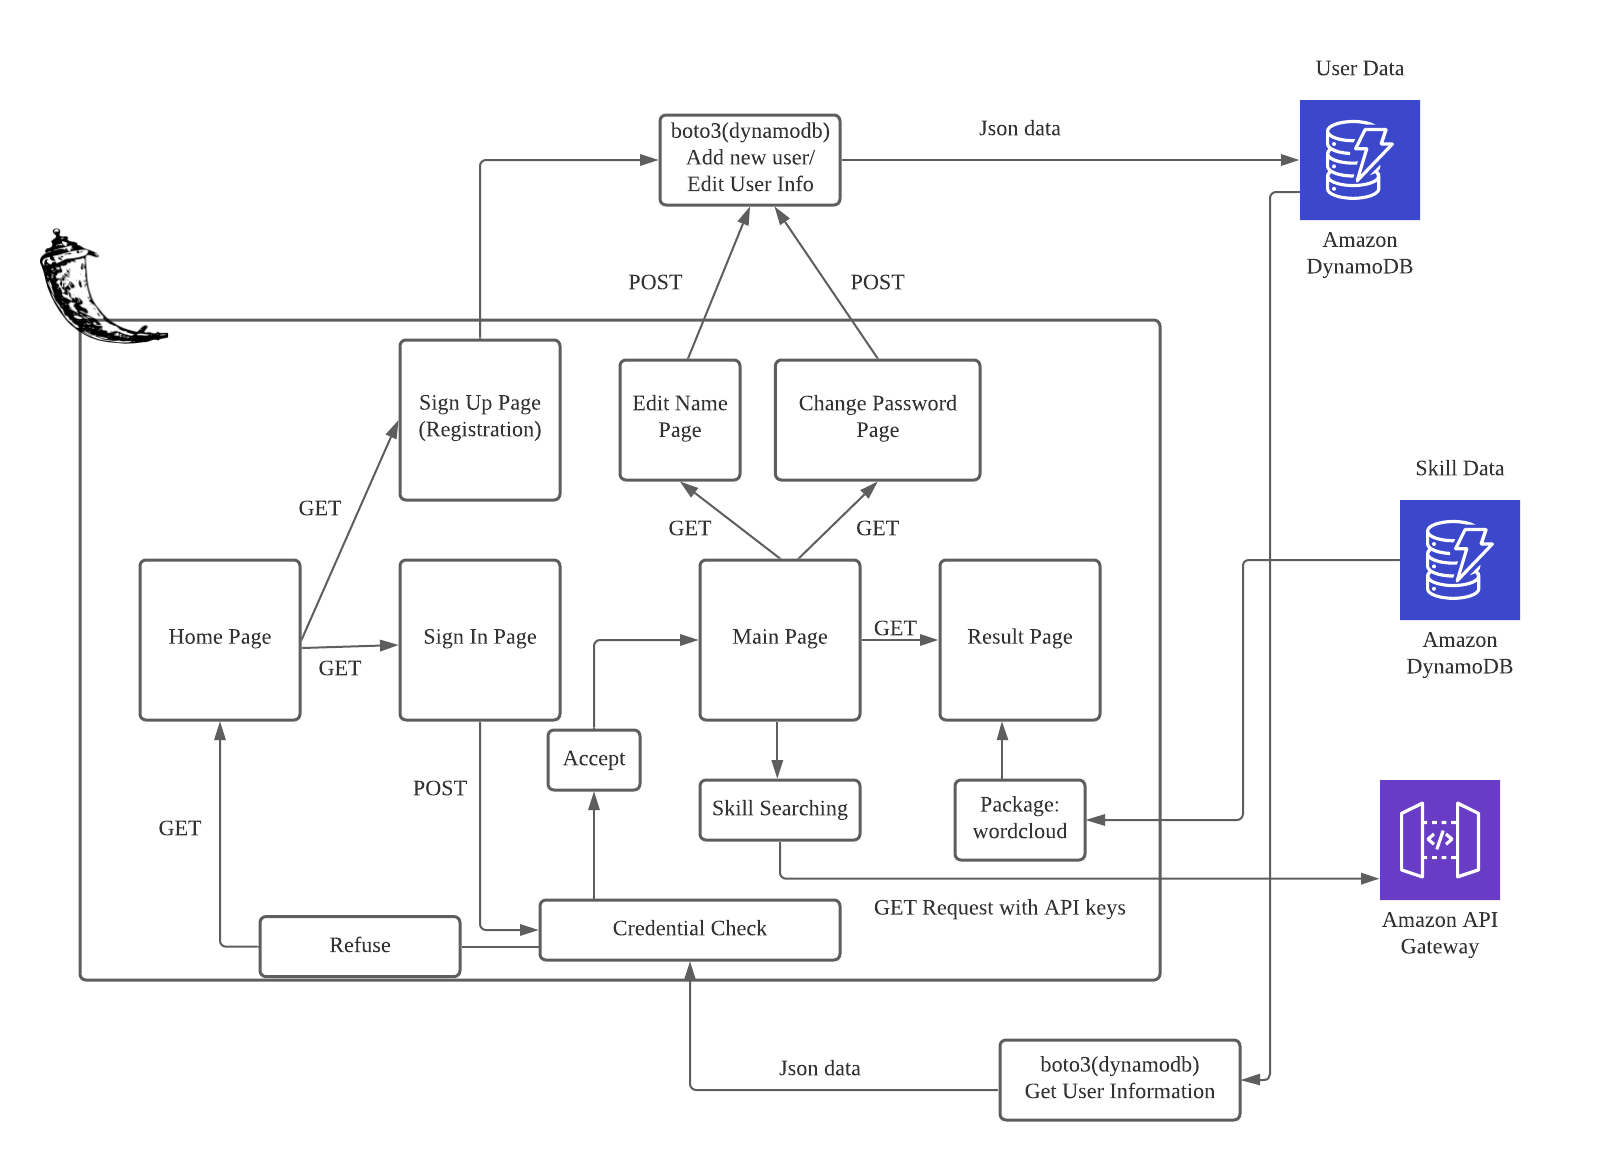 User Data
boto3(dynamodb)
Add new user/
Edit User Info
Json data
Amazon
DynamoDB
POST
POST
Sign Up Page
(Registration)
Edit Name
Page
Change Password
Page
Skill Data
GET
GET
GET
Home Page
Sign In Page
Main Page
GET
Result Page
GET
Amazon
DynamoDB
Accept
POST
Skill Searching
Package:
wordcloud
GET
GET Request with API keys
Amazon API
Gateway
Refuse
Credential Check
Json data
boto3(dynamodb)
Get User Information